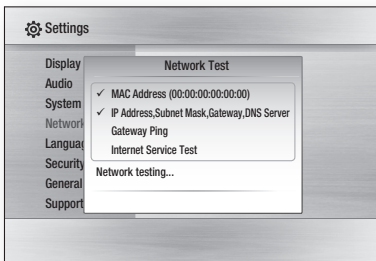 Settings
Display
Network Test
Audio
✓ MAC Address (00:00:00:00:00:00)
System
✓ IP Address,Subnet Mask,Gateway,DNS Server
Network
Gateway Ping
Languag
Internet Service Test
Security
Network testing...
General
Support